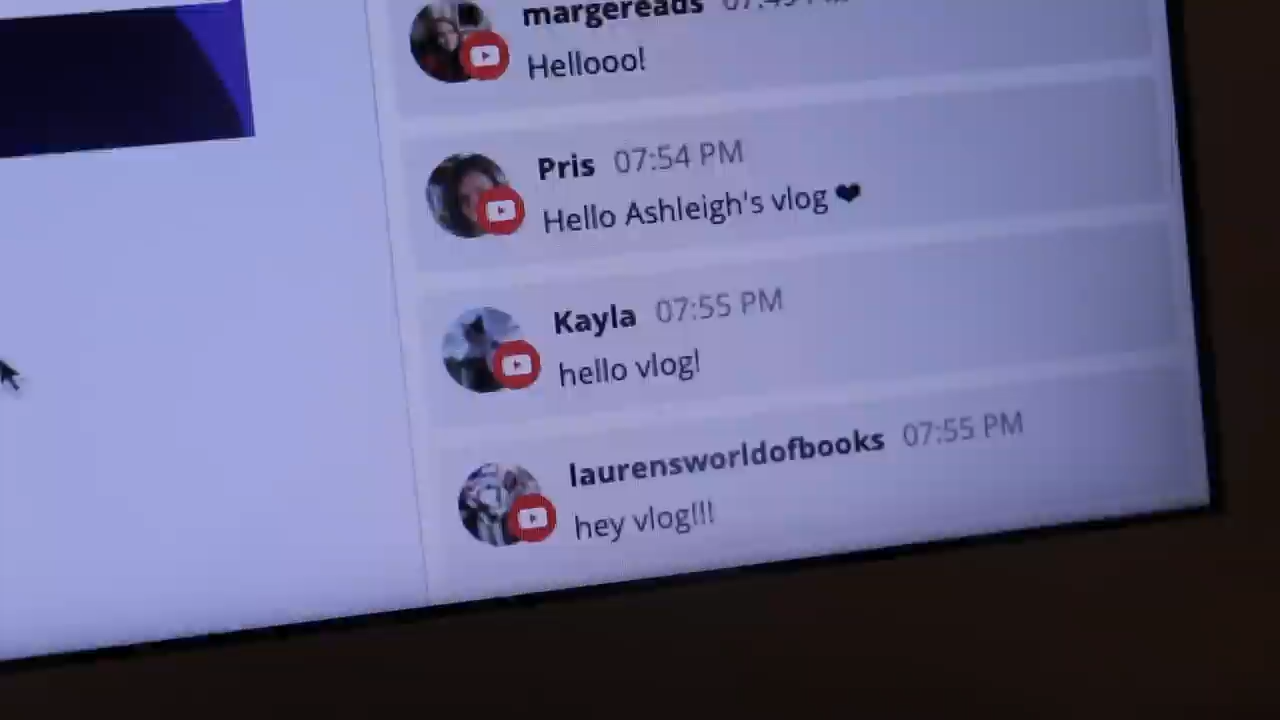 margereads
Hellooo!
Pris 07:54 PM
Hello Ashleigh's vlog ❤
Kayla 07:55 PM
hello vlog!
laurensworldofbooks 07:55 PM
hey vlog!!!